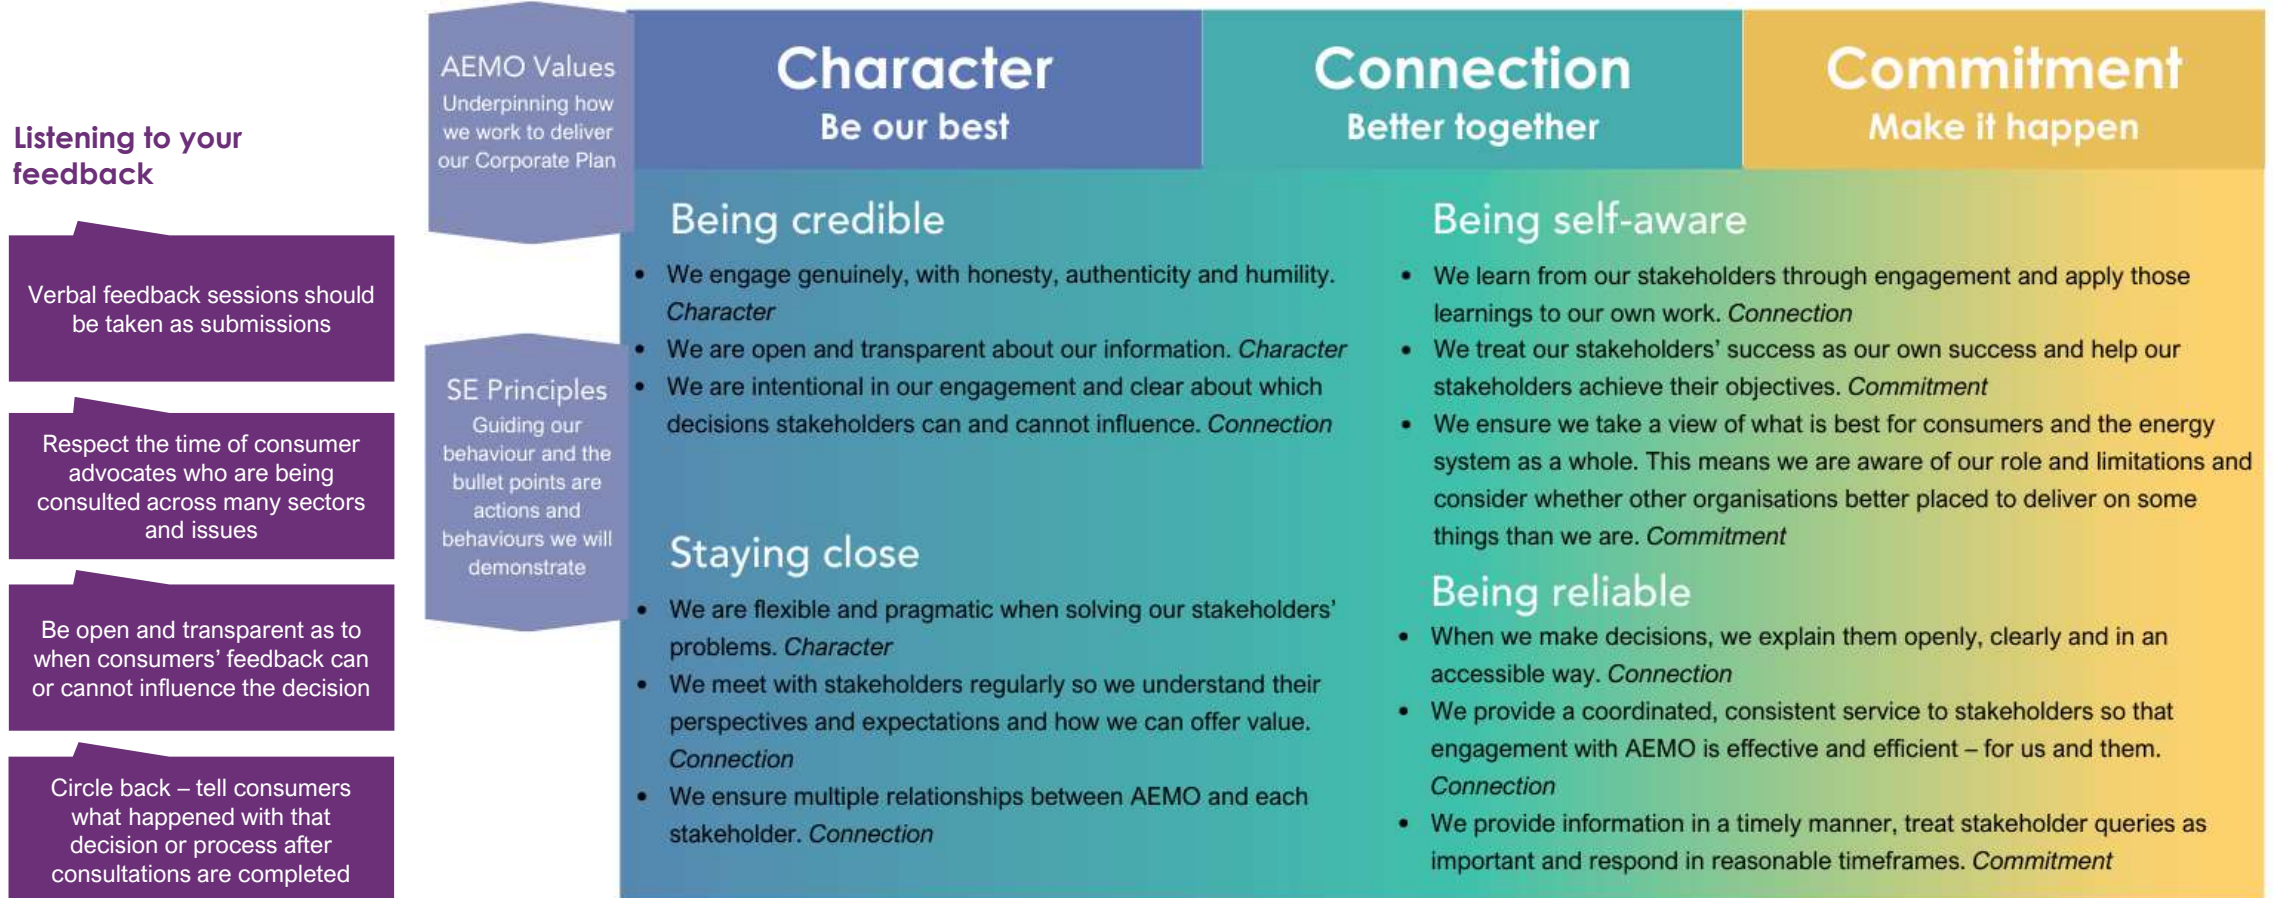 Listening to your
feedback
Verbal feedback sessions should
be taken as submissions
Respect the time of consumer
advocates who are being
consulted across many sectors
and issues
Be open and transparent as to
when consumers’ feedback can
or cannot influence the decision
Circle back – tell consumers
what happened with that
decision or process after
consultations are completed
AEMO Values
Underpinning how
we work to deliver
our Corporate Plan
SE Principles
Guiding our
behaviour and the
bullet points are
actions and
behaviours we will
demonstrate
Character
Be our best
Connection
Better together
Commitment
Make it happen
Being credible
• We engage genuinely, with honesty, authenticity and humility.
Character
• We are open and transparent about our information. Character
• We are intentional in our engagement and clear about which
decisions stakeholders can and cannot influence. Connection
Staying close
• We are flexible and pragmatic when solving our stakeholders’
problems. Character
• We meet with stakeholders regularly so we understand their
perspectives and expectations and how we can offer value.
Connection
• We ensure multiple relationships between AEMO and each
stakeholder. Connection
Being self-aware
• We learn from our stakeholders through engagement and apply those
learnings to our own work. Connection
• We treat our stakeholders’ success as our own success and help our
stakeholders achieve their objectives. Commitment
• We ensure we take a view of what is best for consumers and the energy
system as a whole. This means we are aware of our role and limitations and
consider whether other organisations better placed to deliver on some
things than we are. Commitment
Being reliable
• When we make decisions, we explain them openly, clearly and in an
accessible way. Connection
• We provide a coordinated, consistent service to stakeholders so that
engagement with AEMO is effective and efficient – for us and them.
Connection
• We provide information in a timely manner, treat stakeholder queries as
important and respond in reasonable timeframes. Commitment